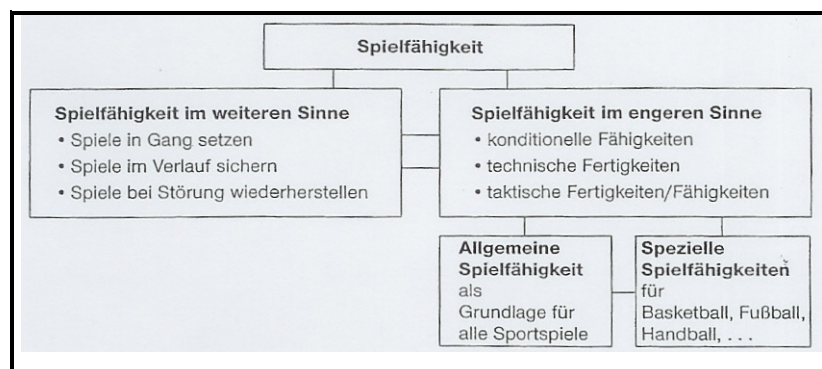 Spielfähigkeit
Spielfähigkeit im weiteren Sinne
• Spiele in Gang setzen
• Spiele im Verlauf sichern
• Spiele bei Störung wiederherstellen
Spielfähigkeit im engeren Sinne
• konditionelle Fähigkeiten
• technische Fertigkeiten
• taktische Fertigkeiten/Fähigkeiten
Allgemeine
Spielfähigkeit
als
Grundlage für
alle Sportspiele
Spezielle
Spielfähigkeiten
für
Basketball, Fußball,
Handball, . . .